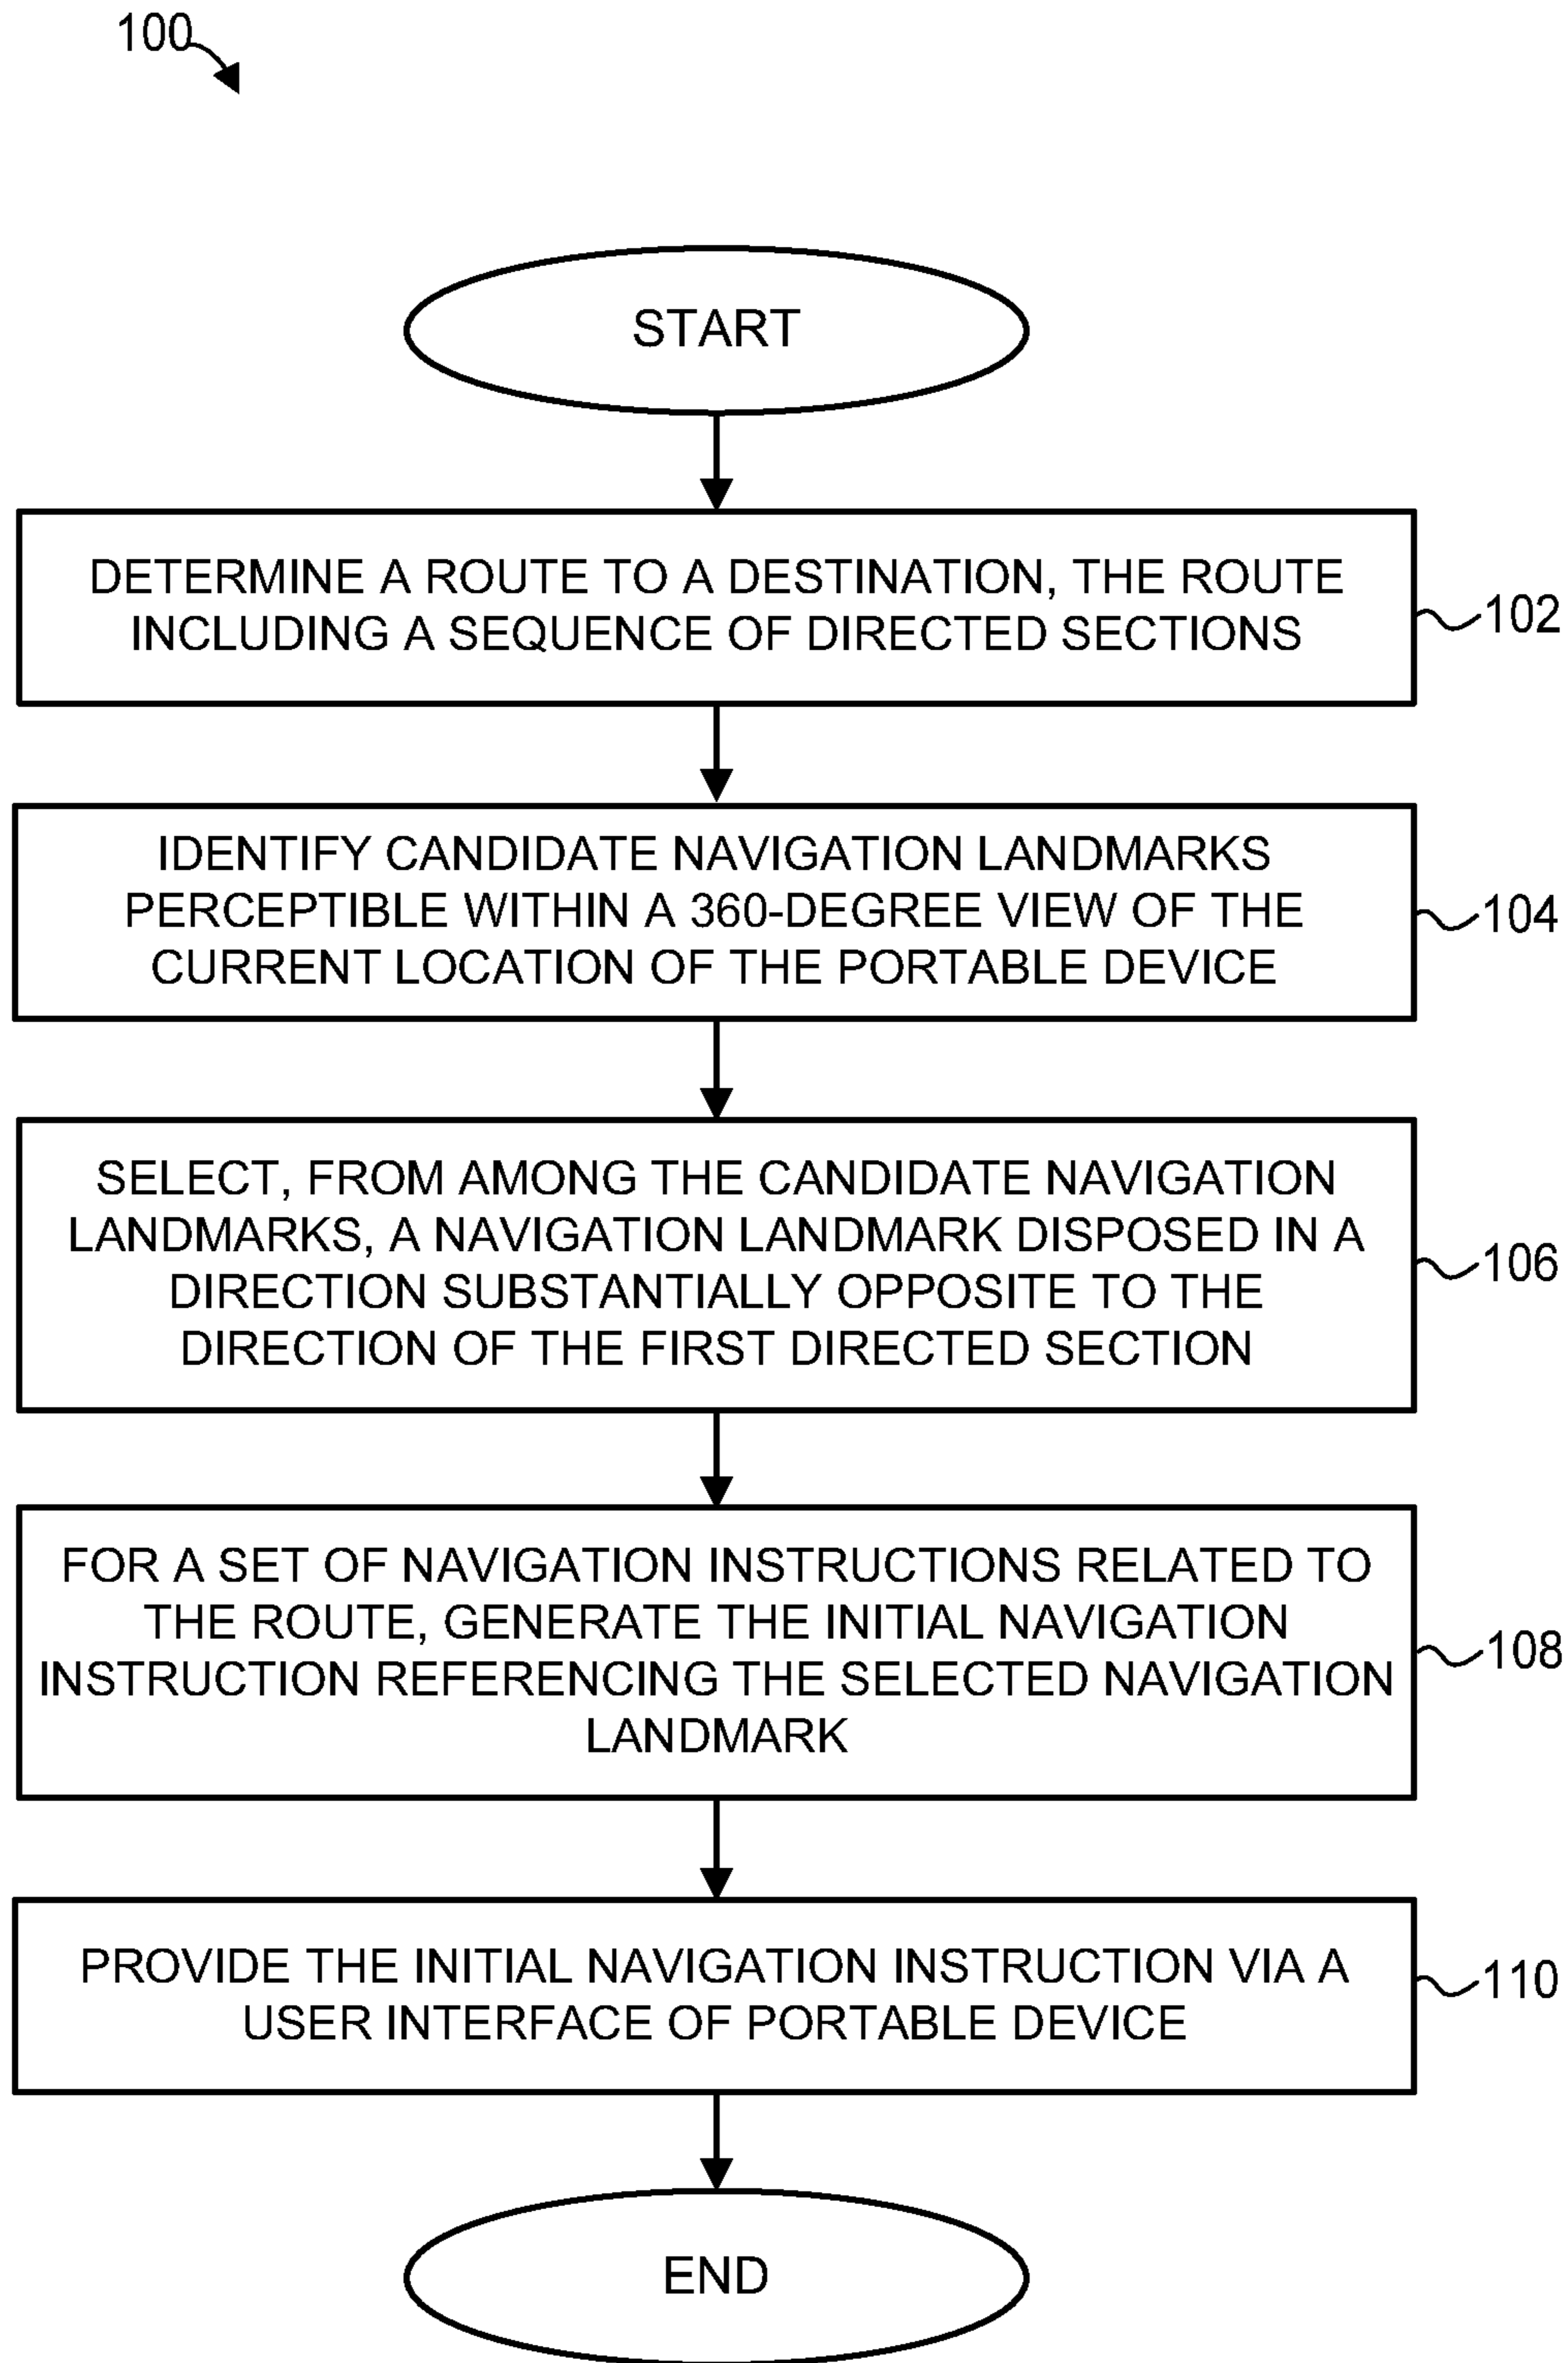 100
START
DETERMINE A ROUTE TO A DESTINATION, THE ROUTE
INCLUDING A SEQUENCE OF DIRECTED SECTIONS
102
IDENTIFY CANDIDATE NAVIGATION LANDMARKS
PERCEPTIBLE WITHIN A 360-DEGREE VIEW OF THE
CURRENT LOCATION OF THE PORTABLE DEVICE
104
SELECT, FROM AMONG THE CANDIDATE NAVIGATION
LANDMARKS, A NAVIGATION LANDMARK DISPOSED IN A
DIRECTION SUBSTANTIALLY OPPOSITE TO THE
DIRECTION OF THE FIRST DIRECTED SECTION
106
FOR A SET OF NAVIGATION INSTRUCTIONS RELATED TO
THE ROUTE, GENERATE THE INITIAL NAVIGATION
INSTRUCTION REFERENCING THE SELECTED NAVIGATION
LANDMARK
108
PROVIDE THE INITIAL NAVIGATION INSTRUCTION VIA A
USER INTERFACE OF PORTABLE DEVICE
110
END